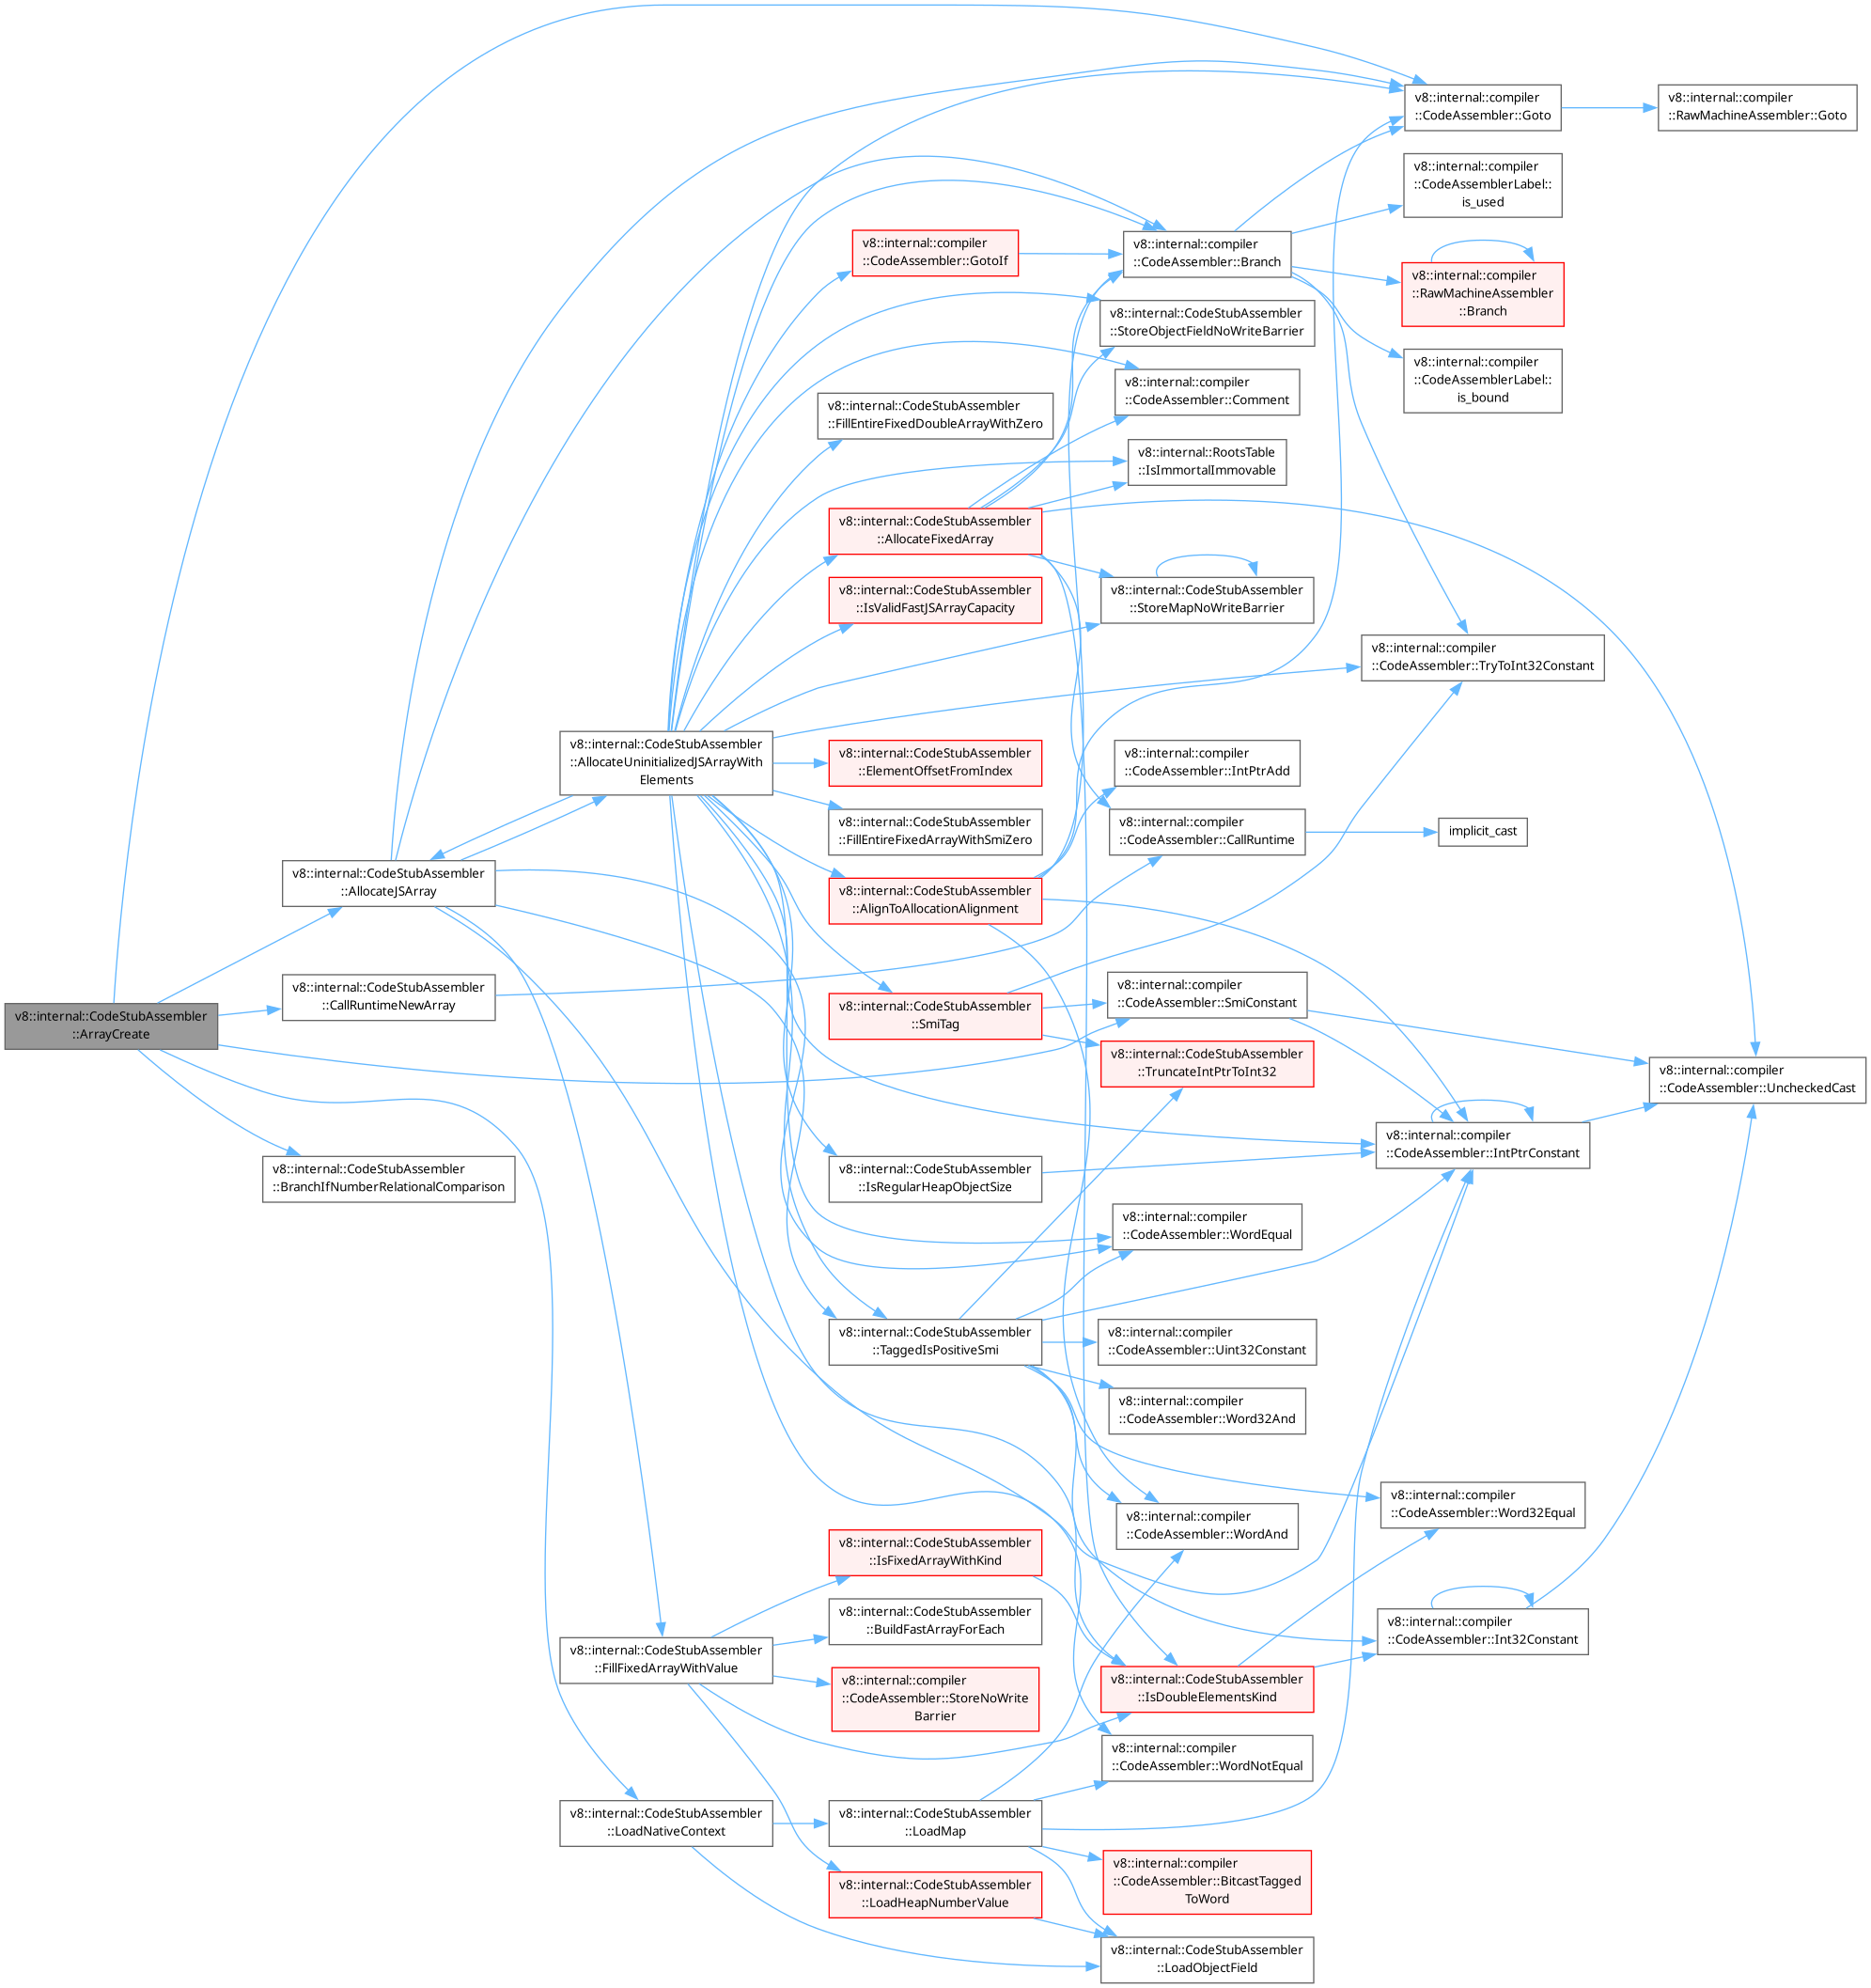 v8::internal::CodeStubAssembler
::ArrayCreate
v8::internal::CodeStubAssembler
::AllocateJSArray
v8::internal::CodeStubAssembler
::CallRuntimeNewArray
v8::internal::CodeStubAssembler
::BranchIfNumberRelationalComparison
v8::internal::CodeStubAssembler
::AllocateUninitializedJSArrayWith
Elements
v8::internal::CodeStubAssembler
::FillFixedArrayWithValue
v8::internal::CodeStubAssembler
::LoadNativeContext
v8::internal::compiler
::CodeAssembler::GotoIf
v8::internal::CodeStubAssembler
::FillEntireFixedDoubleArrayWithZero
v8::internal::CodeStubAssembler
::AllocateFixedArray
v8::internal::CodeStubAssembler
::IsValidFastJSArrayCapacity
v8::internal::CodeStubAssembler
::ElementOffsetFromIndex
v8::internal::CodeStubAssembler
::FillEntireFixedArrayWithSmiZero
v8::internal::CodeStubAssembler
::AlignToAllocationAlignment
v8::internal::CodeStubAssembler
::SmiTag
v8::internal::CodeStubAssembler
::IsRegularHeapObjectSize
v8::internal::CodeStubAssembler
::TaggedIsPositiveSmi
v8::internal::CodeStubAssembler
::IsFixedArrayWithKind
v8::internal::CodeStubAssembler
::BuildFastArrayForEach
v8::internal::compiler
::CodeAssembler::StoreNoWrite
Barrier
v8::internal::CodeStubAssembler
::LoadMap
v8::internal::CodeStubAssembler
::LoadHeapNumberValue
v8::internal::compiler
::CodeAssembler::Branch
v8::internal::CodeStubAssembler
::StoreObjectFieldNoWriteBarrier
v8::internal::compiler
::CodeAssembler::Comment
v8::internal::RootsTable
::IsImmortalImmovable
v8::internal::CodeStubAssembler
::StoreMapNoWriteBarrier
v8::internal::compiler
::CodeAssembler::IntPtrAdd
v8::internal::compiler
::CodeAssembler::CallRuntime
v8::internal::compiler
::CodeAssembler::SmiConstant
v8::internal::CodeStubAssembler
::TruncateIntPtrToInt32
v8::internal::compiler
::CodeAssembler::WordEqual
v8::internal::compiler
::CodeAssembler::Uint32Constant
v8::internal::compiler
::CodeAssembler::Word32And
v8::internal::compiler
::CodeAssembler::WordAnd
v8::internal::CodeStubAssembler
::IsDoubleElementsKind
v8::internal::compiler
::CodeAssembler::WordNotEqual
v8::internal::compiler
::CodeAssembler::BitcastTagged
ToWord
v8::internal::CodeStubAssembler
::LoadObjectField
v8::internal::compiler
::CodeAssembler::Goto
v8::internal::compiler
::CodeAssemblerLabel::
is_used
v8::internal::compiler
::RawMachineAssembler
::Branch
v8::internal::compiler
::CodeAssemblerLabel::
is_bound
v8::internal::compiler
::CodeAssembler::TryToInt32Constant
implicit_cast
v8::internal::compiler
::CodeAssembler::IntPtrConstant
v8::internal::compiler
::CodeAssembler::Word32Equal
v8::internal::compiler
::CodeAssembler::Int32Constant
v8::internal::compiler
::RawMachineAssembler::Goto
v8::internal::compiler
::CodeAssembler::UncheckedCast